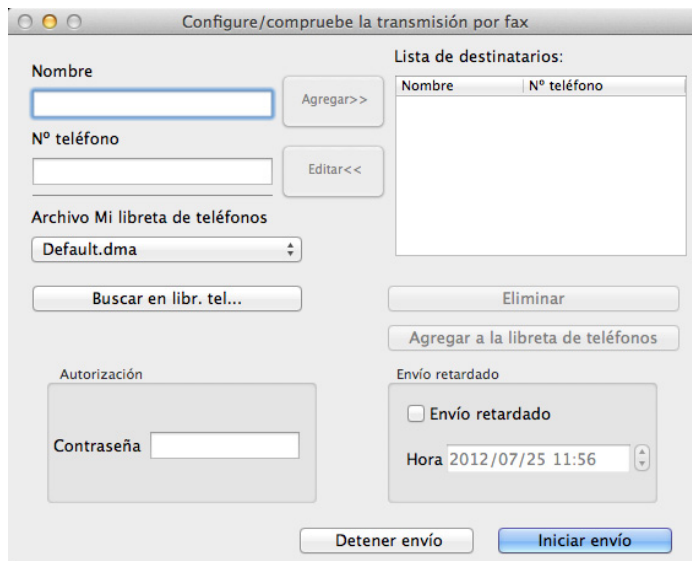 Configure/compruebe la transmisión por fax
Nombre
Agregar>>
Nº teléfono
Editar<<
Archivo Mi libreta de teléfonos
Default.dma
Buscar en libr. tel...
Lista de destinatarios:
Nombre Nº teléfono
Eliminar
Agregar a la libreta de teléfonos
Autorización
Contraseña
Envío retardado
Envío retardado
Hora 2012/07/25 11:56
Detener envío Iniciar envío